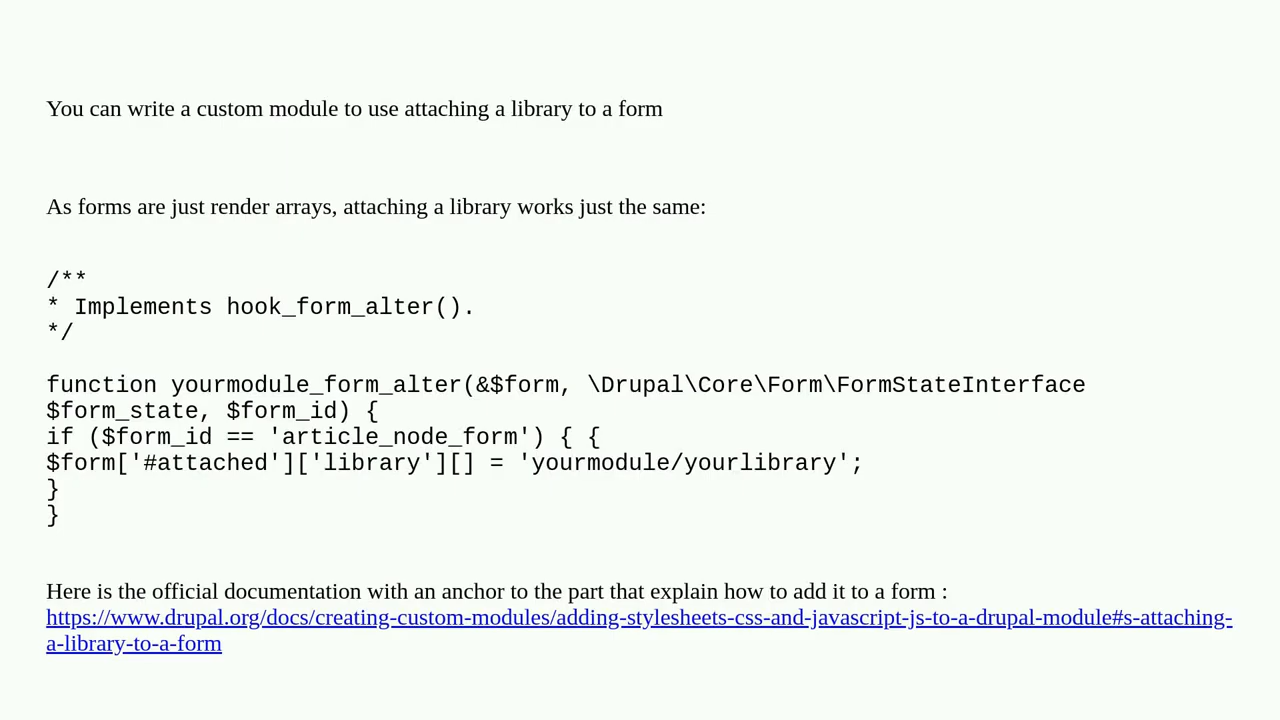 You can write a custom module to use attaching a library to a form
As forms are just render arrays, attaching a library works just the same:
/**
* Implements hook_form_alter().
*/
function yourmodule_form_alter(&$form, \Drupal\Core\Form\FormStateInterface
$form_state, $form_id) {
if ($form_id == 'article_node_form') { {
$form['#attached']['library'][] = 'yourmodule/yourlibrary';
}
}
Here is the official documentation with an anchor to the part that explain how to add it to a form :
https://www.drupal.org/docs/creating-custom-modules/adding-stylesheets-css-and-javascript-js-to-a-drupal-module#s-attaching-
a-library-to-a-form